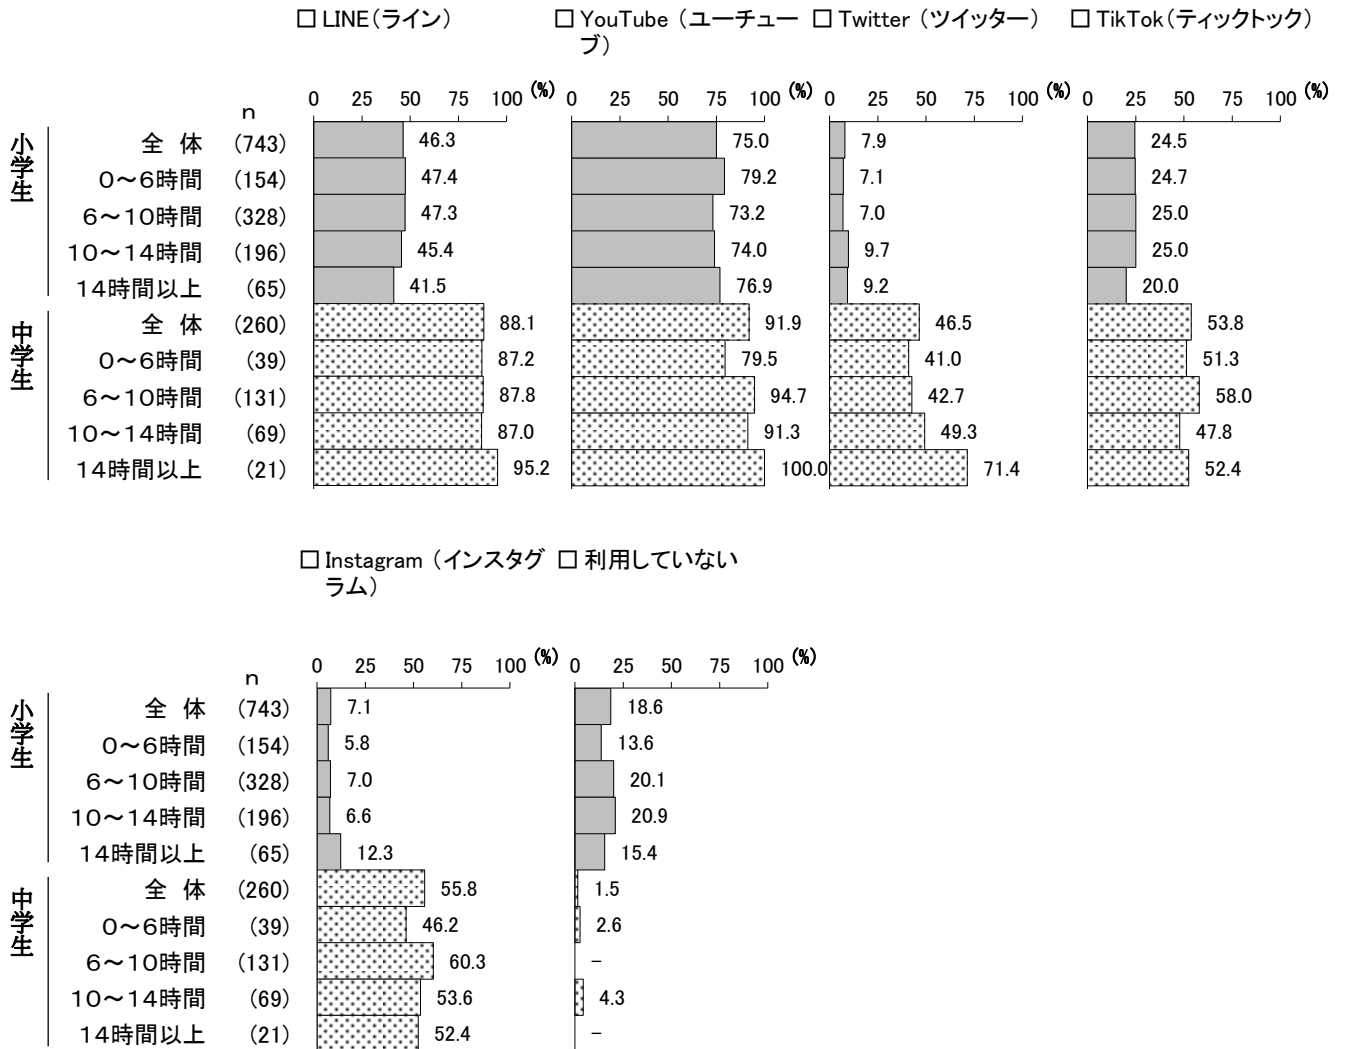 □ LINE（ライン） □ YouTube （ユーチューブ） □ Twitter （ツイッター） □ TikTok（ティックトック）
n 0 25 50 75 100 (%) 0 25 50 75 100 (%) 0 25 50 75 100 (%) 0 25 50 75 100 (%)
小学生
全 体 (743) 46.3 75.0 7.9 24.5
0～6時間 (154) 47.4 79.2 7.1 24.7
6～10時間 (328) 47.3 73.2 7.0 25.0
10～14時間 (196) 45.4 74.0 9.7 25.0
14時間以上 (65) 41.5 76.9 9.2 20.0
中学生
全 体 (260) 88.1 91.9 46.5 53.8
0～6時間 (39) 87.2 79.5 41.0 51.3
6～10時間 (131) 87.8 94.7 42.7 58.0
10～14時間 (69) 87.0 91.3 49.3 47.8
14時間以上 (21) 95.2 100.0 71.4 52.4
□ Instagram （インスタグラム） □ 利用していない
n 0 25 50 75 100 (%) 0 25 50 75 100 (%)
小学生
全 体 (743) 7.1 18.6
0～6時間 (154) 5.8 13.6
6～10時間 (328) 7.0 20.1
10～14時間 (196) 6.6 20.9
14時間以上 (65) 12.3 15.4
中学生
全 体 (260) 55.8 1.5
0～6時間 (39) 46.2 2.6
6～10時間 (131) 60.3 －
10～14時間 (69) 53.6 4.3
14時間以上 (21) 52.4 －